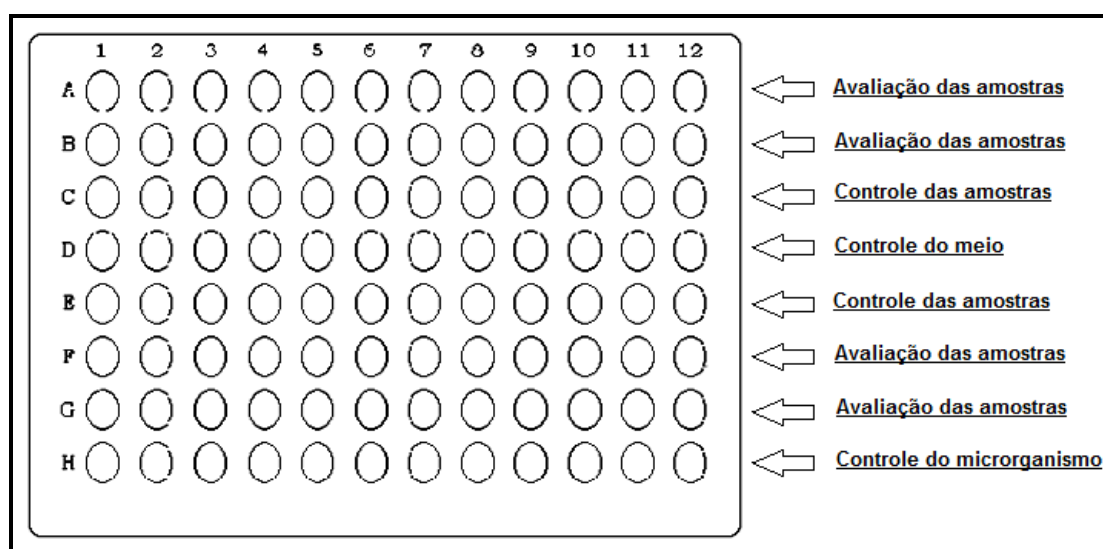 1 2 3 4 5 6 7 8 9 10 11 12
A Avaliação das amostras
B Avaliação das amostras
C Controle das amostras
D Controle do meio
E Controle das amostras
F Avaliação das amostras
G Avaliação das amostras
H Controle do microrganismo